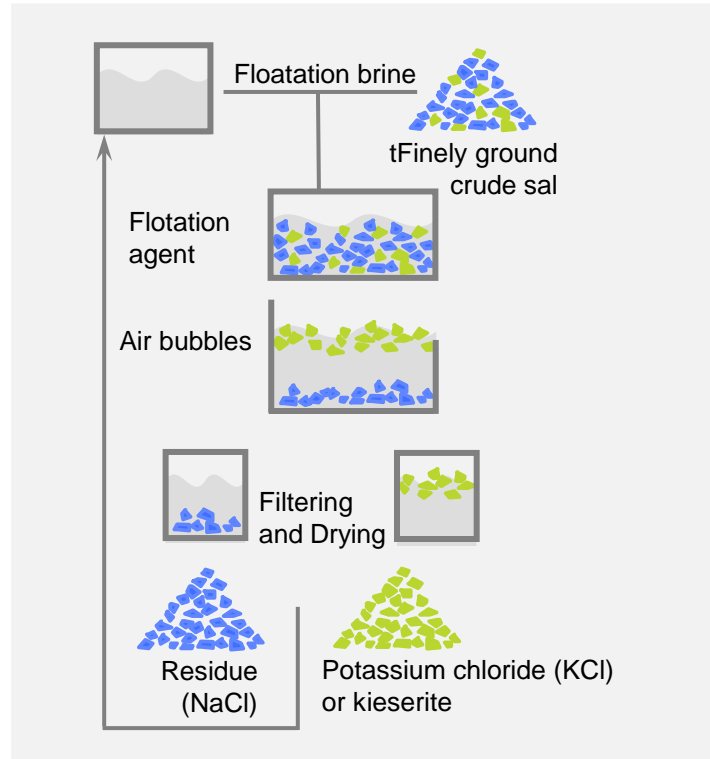 Floatation brine
tFinely ground
crude sal
Flotation
agent
Air bubbles
Filtering
and Drying
Residue
(NaCl)
Potassium chloride (KCl)
or kieserite